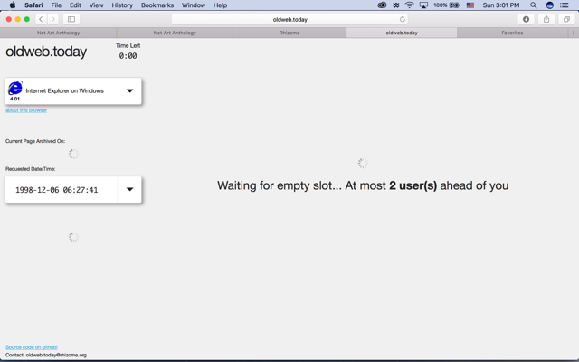 Safari File Edit View History Bookmarks Window Help 100% Sun 3:01 PM
oldweb.today
Net Art Anthology Net Art Anthology Rhizome oldweb.today Favorites
oldweb.today
Time Left
0:00
Internet Explorer on Windows
4.01
about this browser
Current Page Archived On:
Requested Date/Time:
1998-12-06 06:27:41
Waiting for empty slot... At most 2 user(s) ahead of you
Source code on github
Contact: oldwebtoday@rhizome.org